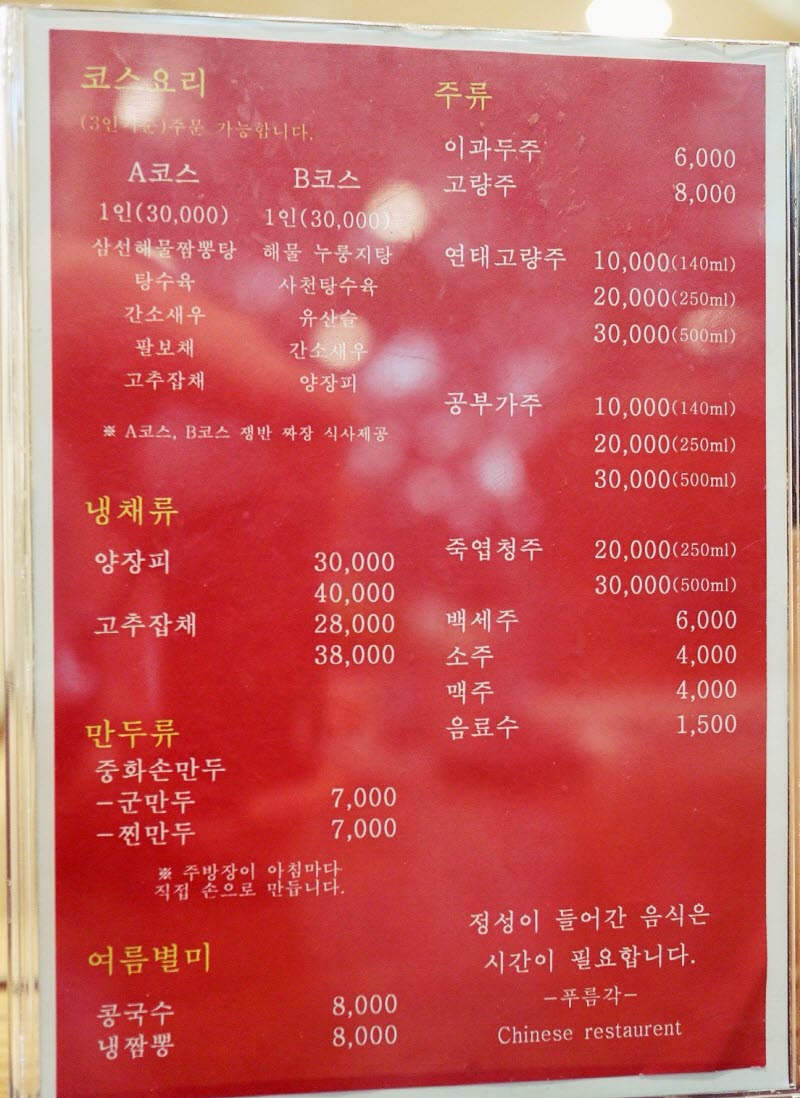 코스요리
(3인기준)주문 가능합니다.
A코스 B코스
1인(30,000) 1인(30,000)
삼선해물짬뽕탕 해물 누룽지탕
탕수육 사천탕수육
간소새우 유산슬
팔보채 간소새우
고추잡채 양장피
※ A코스, B코스 쟁반 짜장 식사제공
냉채류
양장피 30,000
40,000
고추잡채 28,000
38,000
만두류
중화손만두
-군만두 7,000
-찐만두 7,000
※ 주방장이 아침마다
직접 손으로 만듭니다.
여름별미
콩국수 8,000
냉짬뽕 8,000
주류
이과두주 6,000
고량주 8,000
연태고량주 10,000(140ml)
20,000(250ml)
30,000(500ml)
공부가주 10,000(140ml)
20,000(250ml)
30,000(500ml)
죽엽청주 20,000(250ml)
30,000(500ml)
백세주 6,000
소주 4,000
맥주 4,000
음료수 1,500
정성이 들어간 음식은
시간이 필요합니다.
-푸름각-
Chinese restaurent